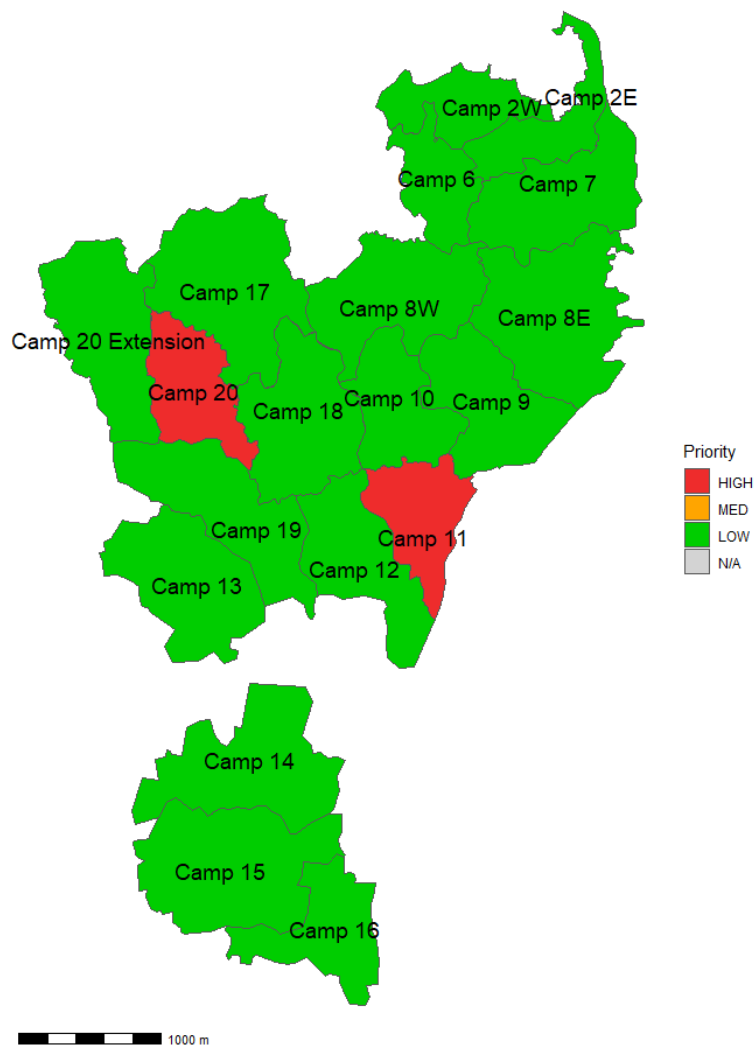 Camp 2E
Camp 2W
Camp 6
Camp 7
Camp 17
Camp 8W
Camp 8E
Camp 20 Extension
Camp 20
Camp 18
Camp 10
Camp 9
Camp 19
Camp 11
Camp 12
Camp 13
Priority
HIGH
MED
LOW
N/A
Camp 14
Camp 15
Camp 16
1000 m